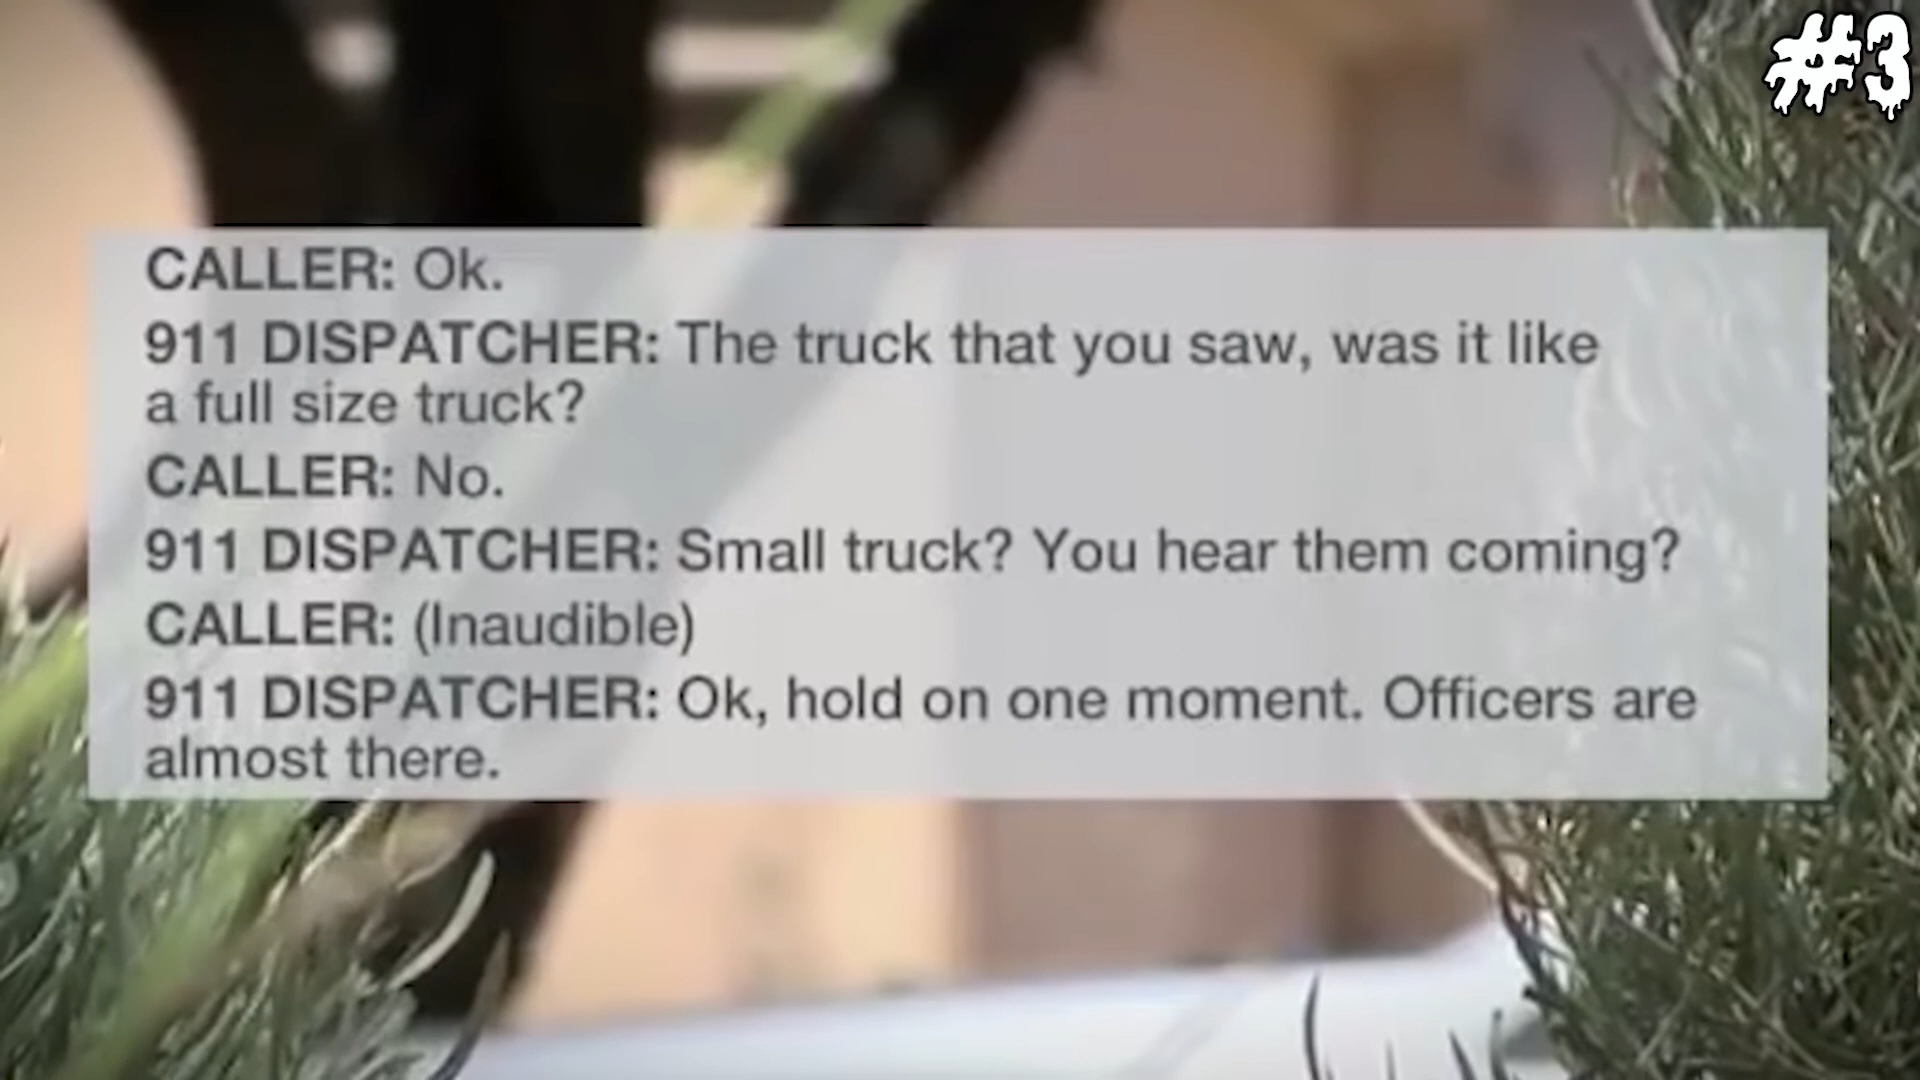 #3
CALLER: Ok.
911 DISPATCHER: The truck that you saw, was it like
a full size truck?
CALLER: No.
911 DISPATCHER: Small truck? You hear them coming?
CALLER: (Inaudible)
911 DISPATCHER: Ok, hold on one moment. Officers are
almost there.